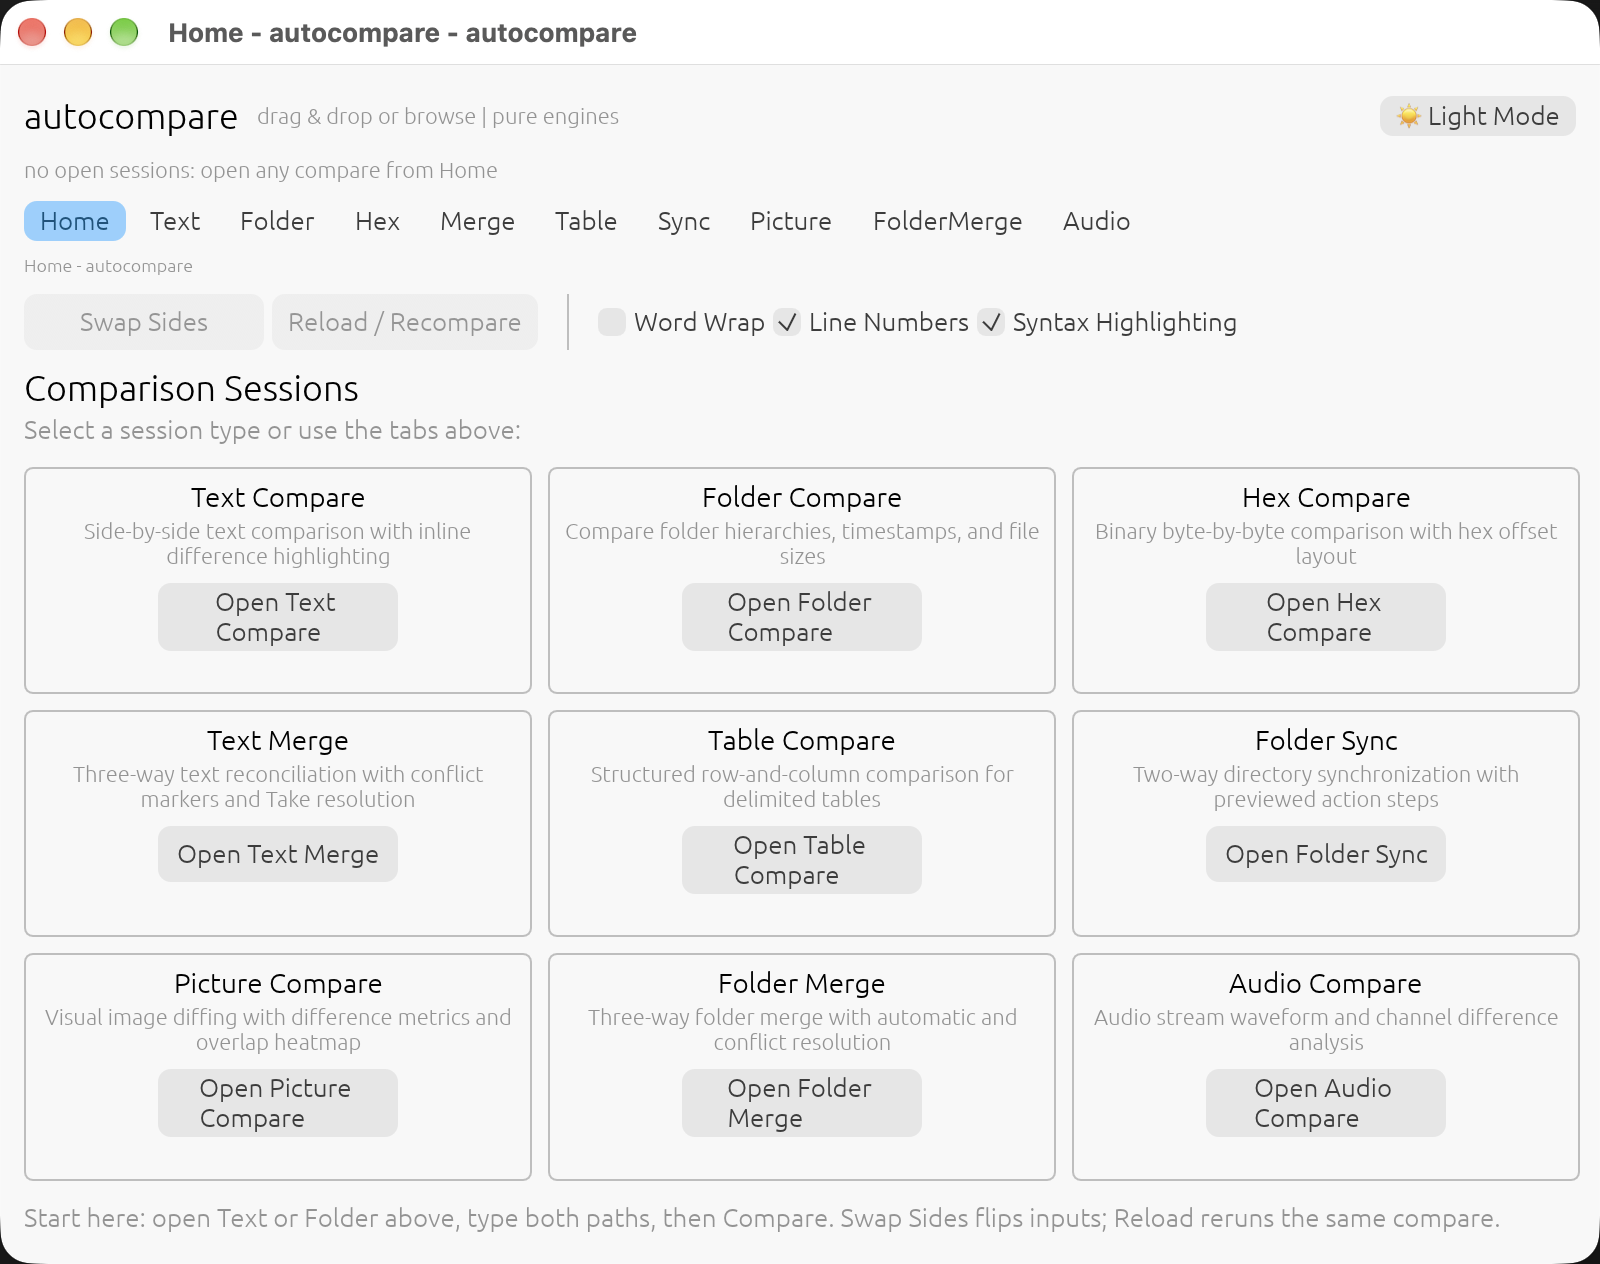 Home - autocompare - autocompare
autocompare drag & drop or browse | pure engines
Light Mode
no open sessions: open any compare from Home
Home Text Folder Hex Merge Table Sync Picture FolderMerge Audio
Home - autocompare
Swap Sides Reload / Recompare Word Wrap Line Numbers Syntax Highlighting
Comparison Sessions
Select a session type or use the tabs above:
Text Compare
Side-by-side text comparison with inline
difference highlighting
Open Text
Compare
Folder Compare
Compare folder hierarchies, timestamps, and file
sizes
Open Folder
Compare
Hex Compare
Binary byte-by-byte comparison with hex offset
layout
Open Hex
Compare
Text Merge
Three-way text reconciliation with conflict
markers and Take resolution
Open Text Merge
Table Compare
Structured row-and-column comparison for
delimited tables
Open Table
Compare
Folder Sync
Two-way directory synchronization with
previewed action steps
Open Folder Sync
Picture Compare
Visual image diffing with difference metrics and
overlap heatmap
Open Picture
Compare
Folder Merge
Three-way folder merge with automatic and
conflict resolution
Open Folder
Merge
Audio Compare
Audio stream waveform and channel difference
analysis
Open Audio
Compare
Start here: open Text or Folder above, type both paths, then Compare. Swap Sides flips inputs; Reload reruns the same compare.